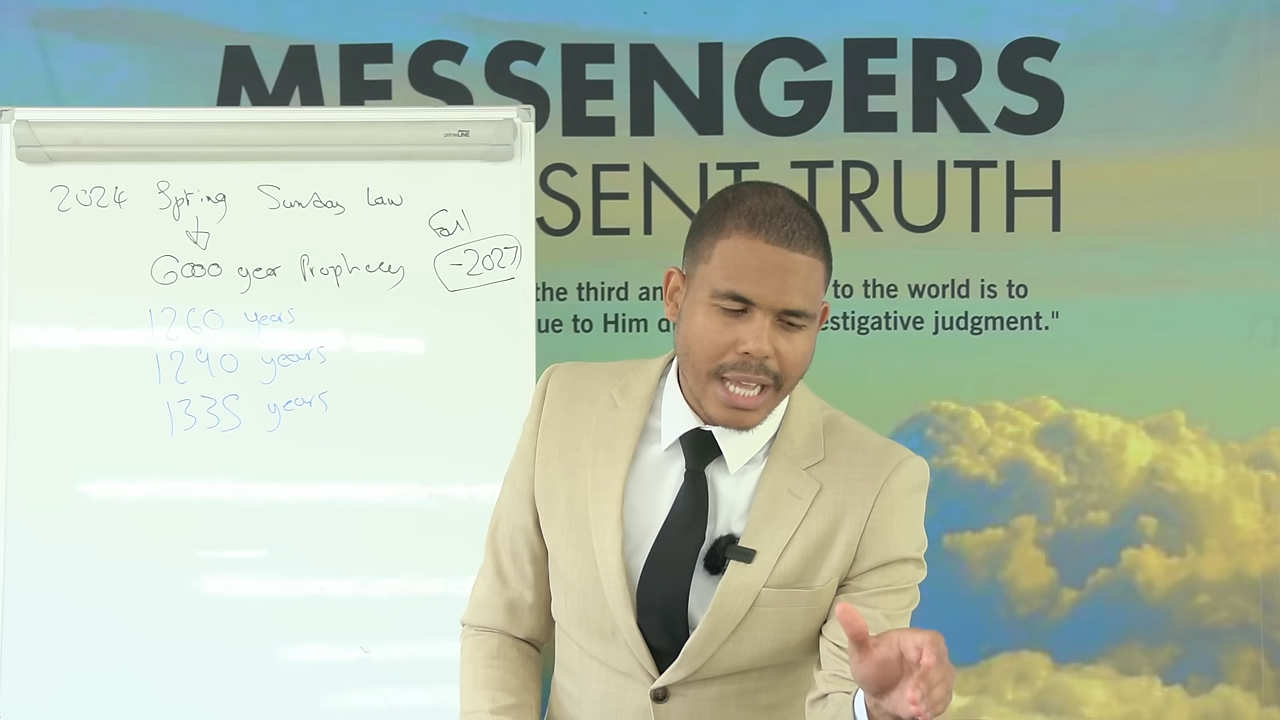 MESSENGERS
SENT TRUTH
the third an to the world is to
ue to Him d estigative judgment."
primeLINE
2024 Spring Sunday Law
Fall
6000 year Prophecy -2027
1260 years
1290 years
1335 years